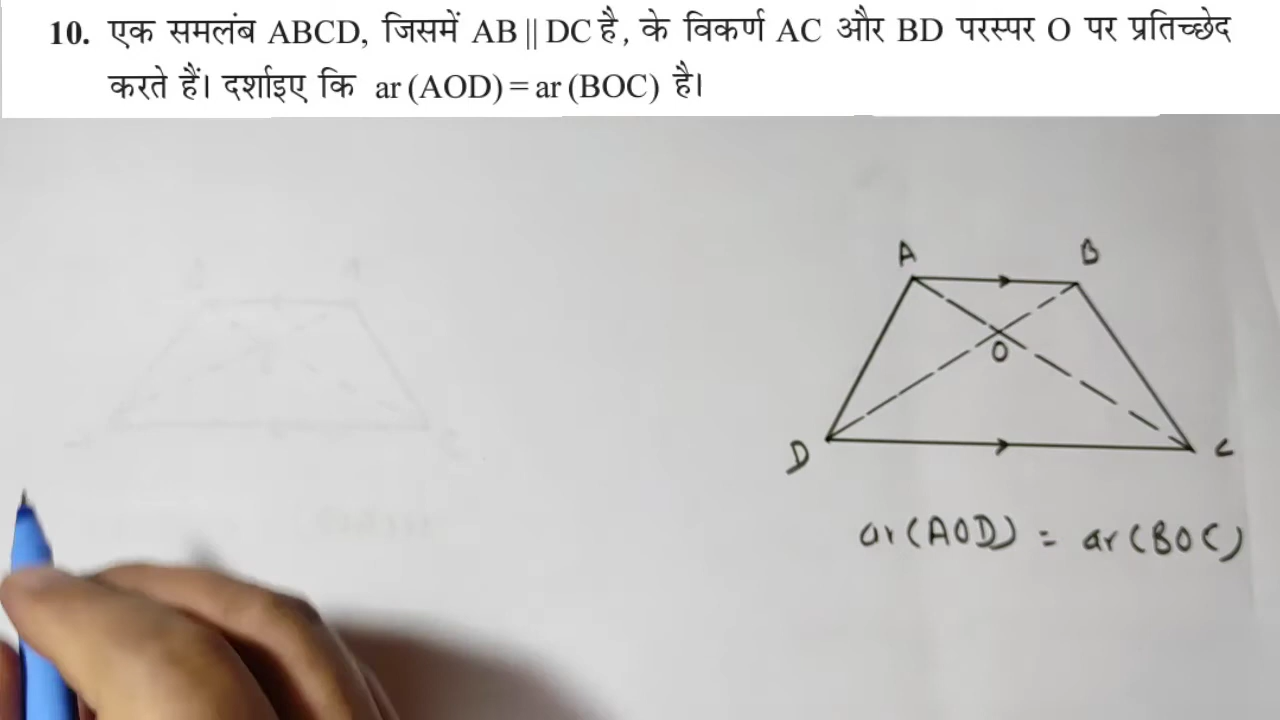 10. एक समलंब ABCD, जिसमें AB || DC है, के विकर्ण AC और BD परस्पर O पर प्रतिच्छेद
करते हैं। दर्शाइए कि ar (AOD) = ar (BOC) है।
A B
O
D C
ar (AOD) = ar (BOC)